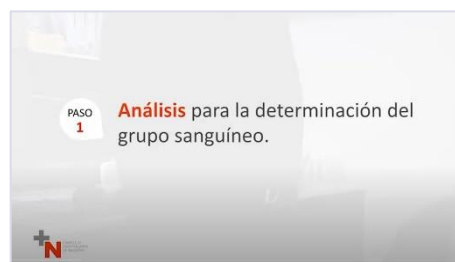 PASO
1
Análisis para la determinación del
grupo sanguíneo.
N